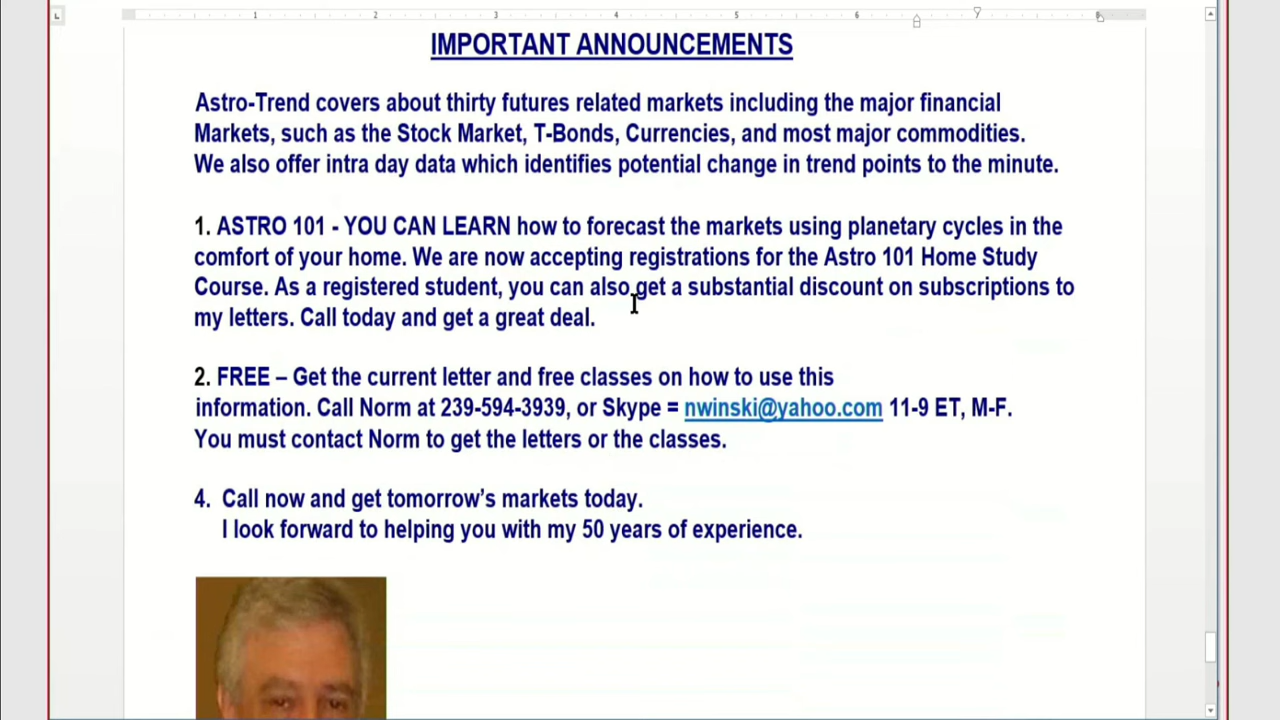 1 2 3 4 5 6 7 8
IMPORTANT ANNOUNCEMENTS
Astro-Trend covers about thirty futures related markets including the major financial
Markets, such as the Stock Market, T-Bonds, Currencies, and most major commodities.
We also offer intra day data which identifies potential change in trend points to the minute.
1. ASTRO 101 - YOU CAN LEARN how to forecast the markets using planetary cycles in the
comfort of your home. We are now accepting registrations for the Astro 101 Home Study
Course. As a registered student, you can also get a substantial discount on subscriptions to
my letters. Call today and get a great deal.
2. FREE – Get the current letter and free classes on how to use this
information. Call Norm at 239-594-3939, or Skype = nwinski@yahoo.com 11-9 ET, M-F.
You must contact Norm to get the letters or the classes.
4. Call now and get tomorrow’s markets today.
I look forward to helping you with my 50 years of experience.